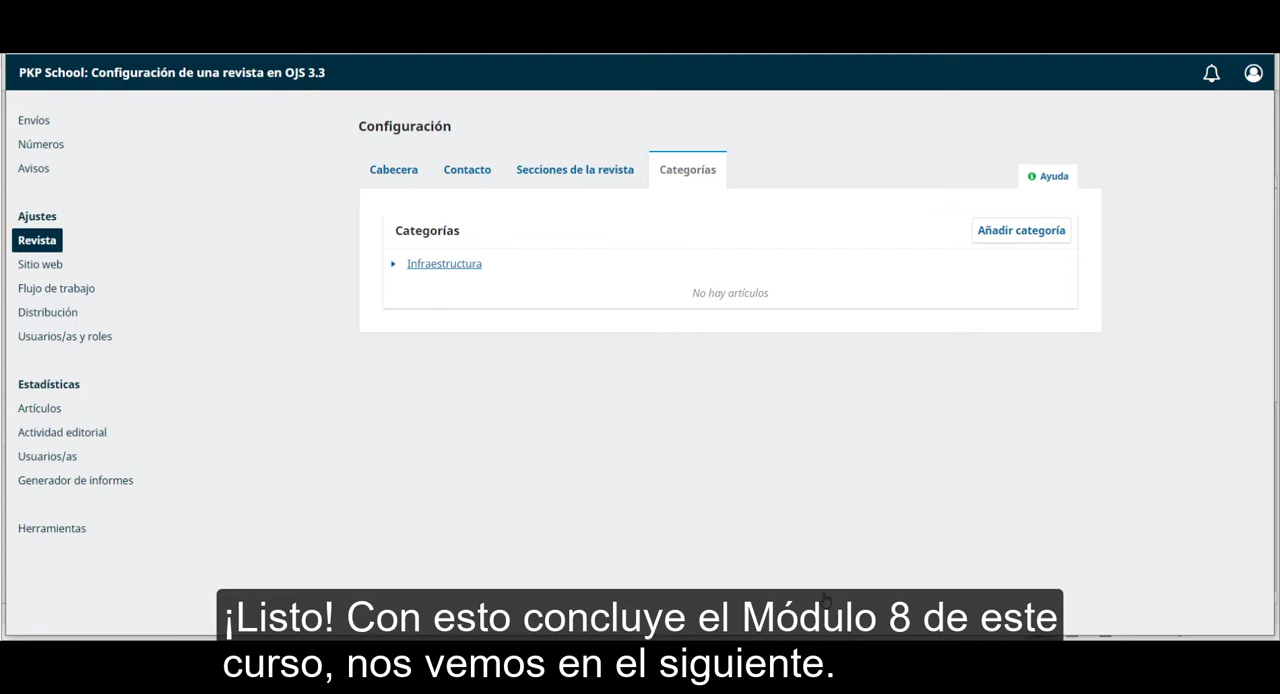 PKP School: Configuración de una revista en OJS 3.3
Envíos
Números
Avisos
Ajustes
Revista
Sitio web
Flujo de trabajo
Distribución
Usuarios/as y roles
Estadísticas
Artículos
Actividad editorial
Usuarios/as
Generador de informes
Herramientas
Configuración
Cabecera
Contacto
Secciones de la revista
Categorías
Ayuda
Categorías
Añadir categoría
Infraestructura
No hay artículos
¡Listo! Con esto concluye el Módulo 8 de este
curso, nos vemos en el siguiente.